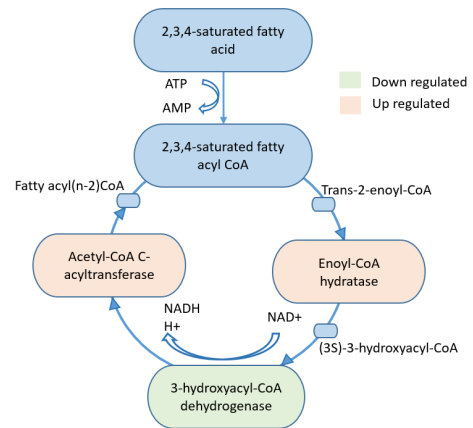 2,3,4-saturated fatty
acid
ATP
AMP
Down regulated
Up regulated
2,3,4-saturated fatty
acyl CoA
Fatty acyl(n-2)CoA
Trans-2-enoyl-CoA
Acetyl-CoA C-
acyltransferase
Enoyl-CoA
hydratase
NADH
H+
NAD+
(3S)-3-hydroxyacyl-CoA
3-hydroxyacyl-CoA
dehydrogenase